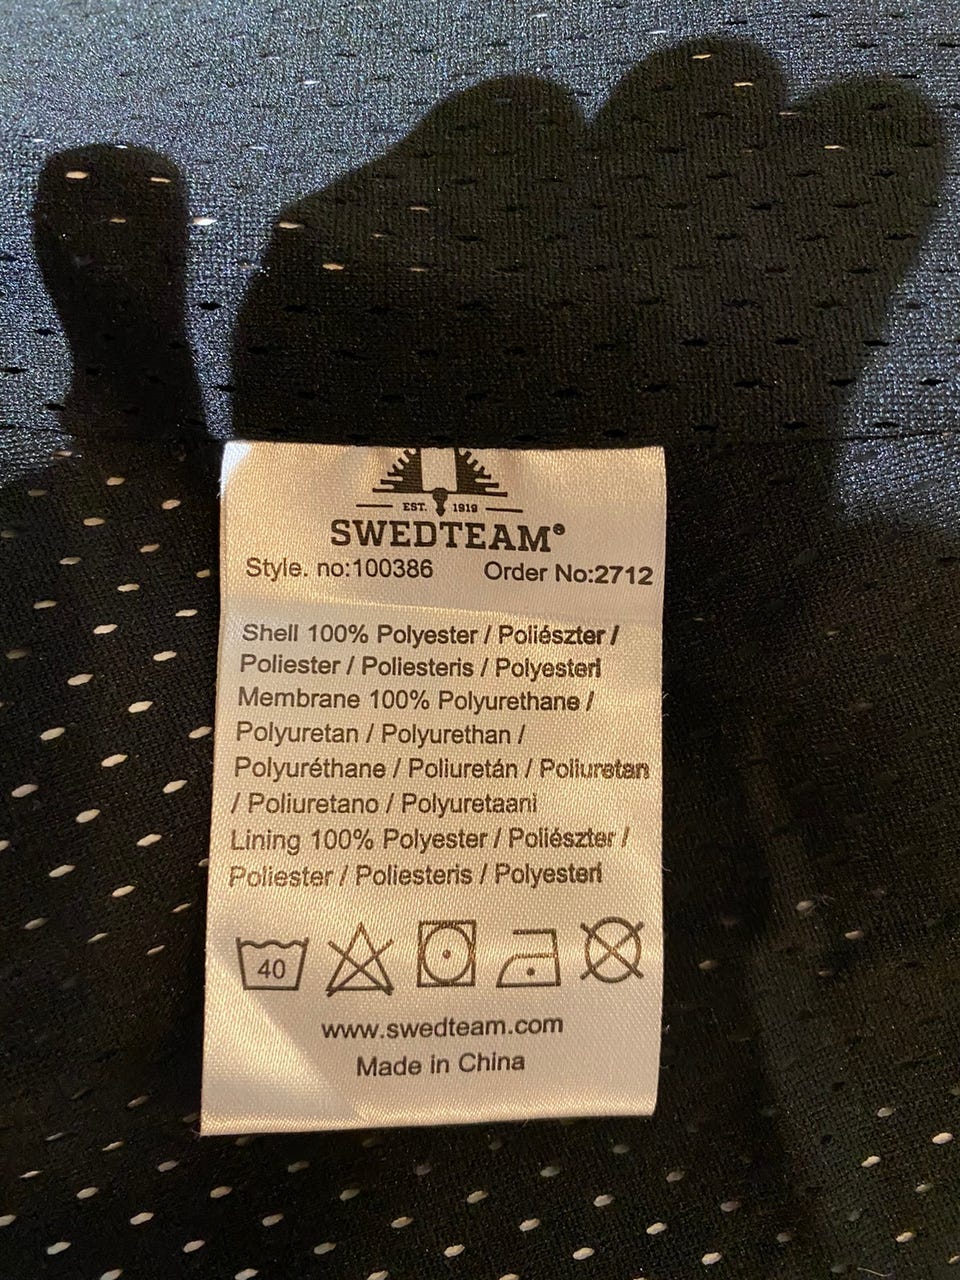 EST. 1919
SWEDTEAM®
Style. no:100386 Order No:2712
Shell 100% Polyester / Poliészter /
Poliester / Poliesteris / Polyesteri
Membrane 100% Polyurethane /
Polyuretan / Polyurethan /
Polyuréthane / Poliuretán / Poliuretan
/ Poliuretano / Polyuretaani
Lining 100% Polyester / Poliészter /
Poliester / Poliesteris / Polyesteri
40
www.swedteam.com
Made in China